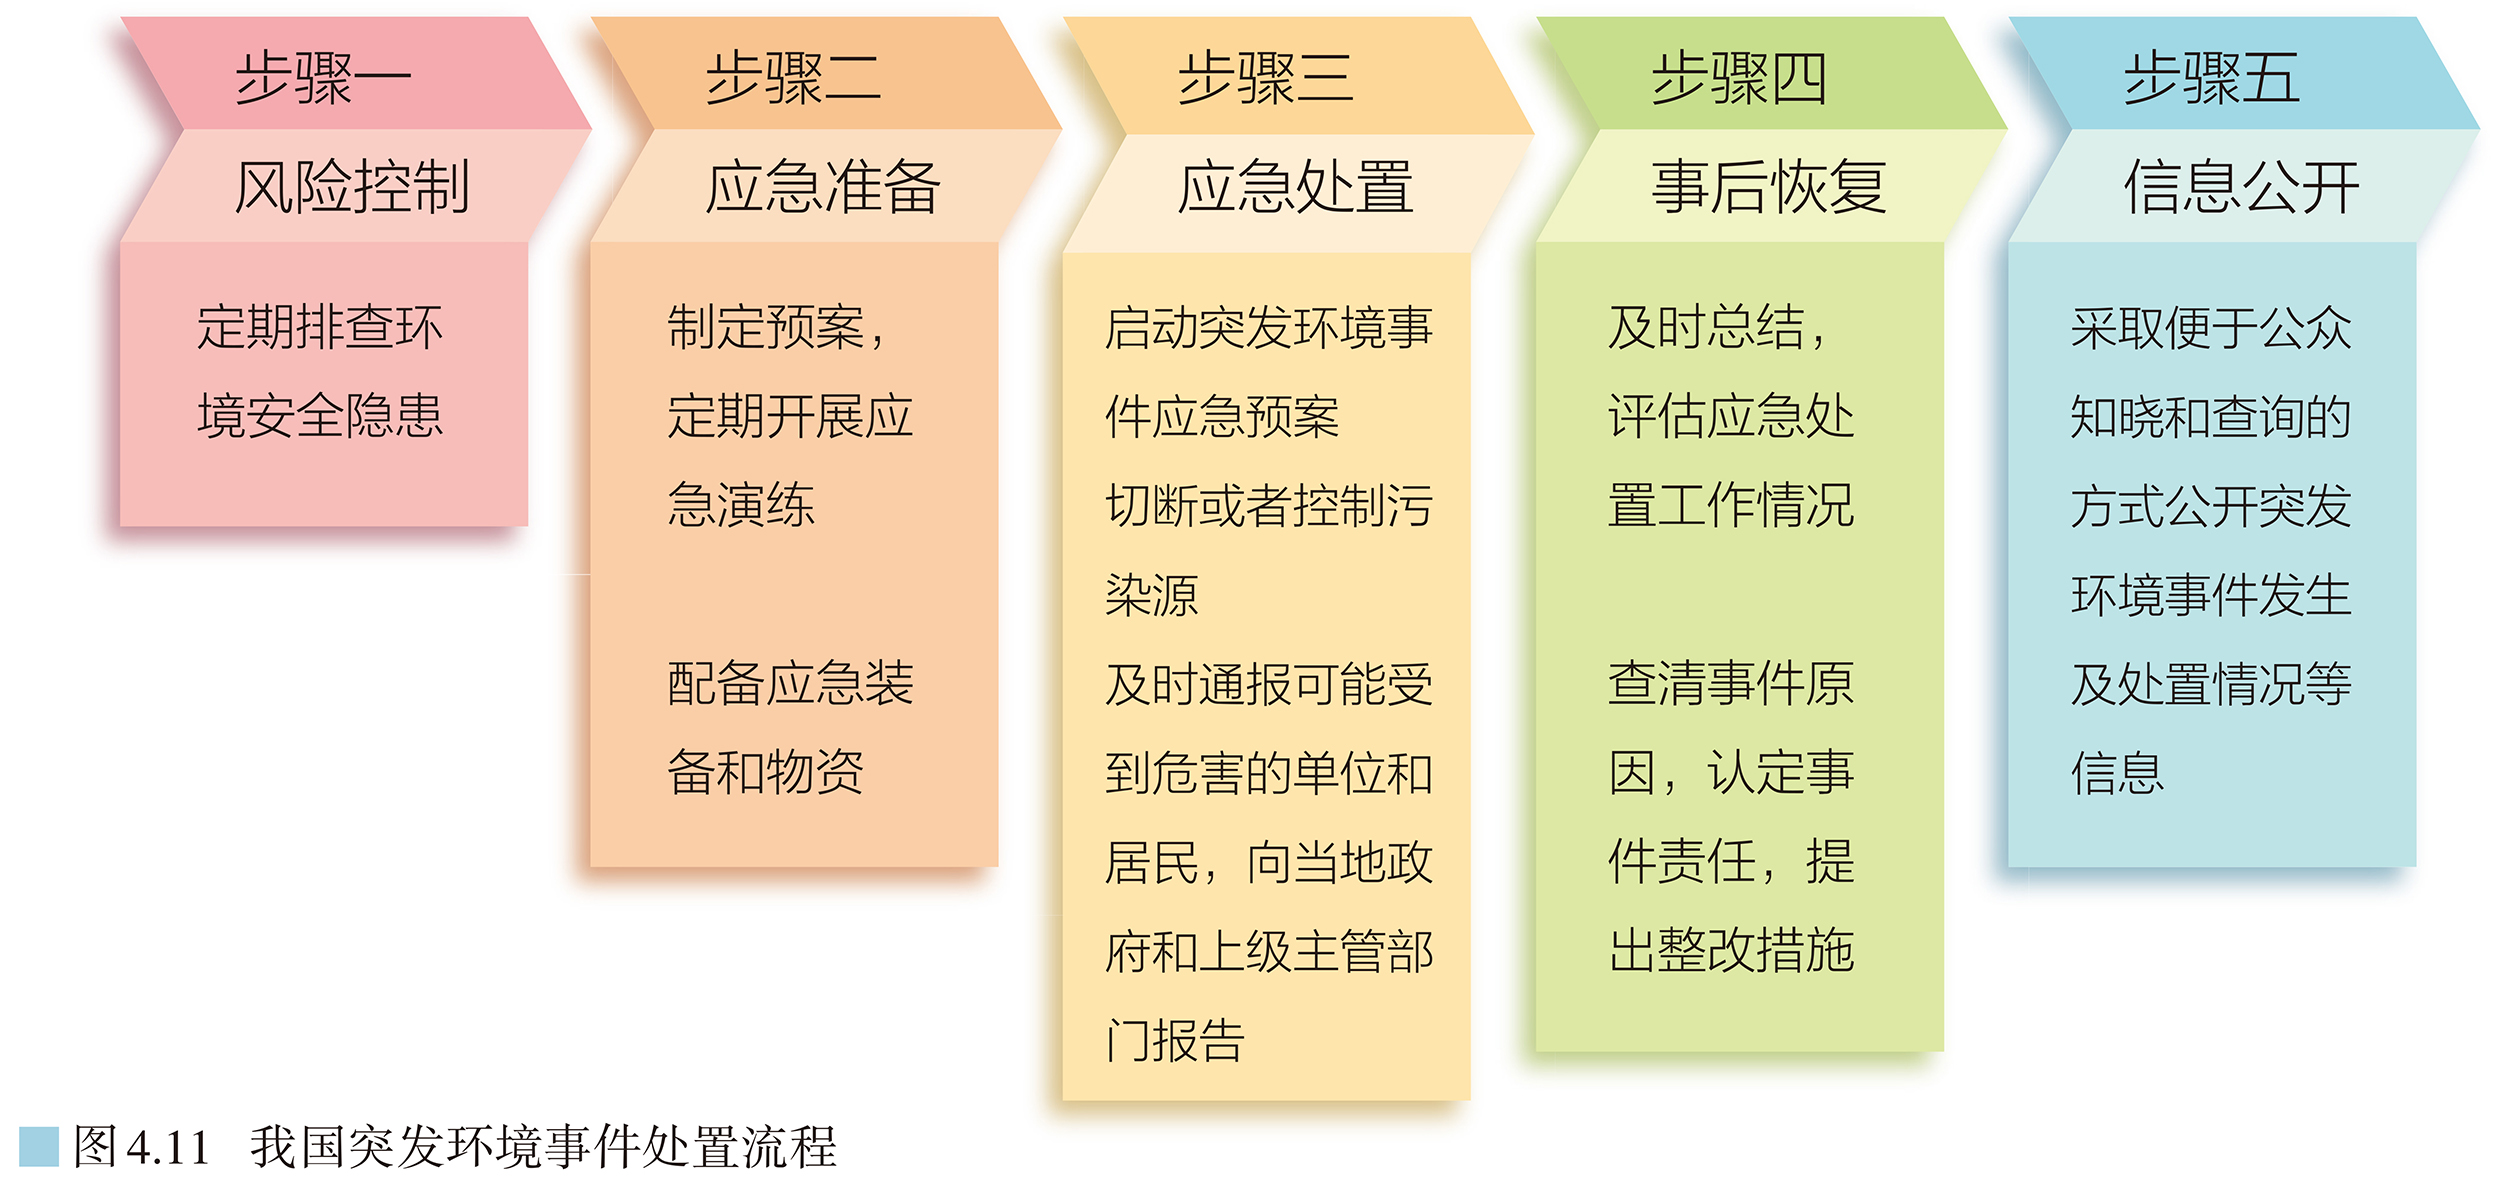 步骤一
风险控制
定期排查环
境安全隐患
步骤二
应急准备
制定预案，
定期开展应
急演练
配备应急装
备和物资
步骤三
应急处置
启动突发环境事
件应急预案
切断或者控制污
染源
及时通报可能受
到危害的单位和
居民，向当地政
府和上级主管部
门报告
步骤四
事后恢复
及时总结，
评估应急处
置工作情况
查清事件原
因，认定事
件责任，提
出整改措施
步骤五
信息公开
采取便于公众
知晓和查询的
方式公开突发
环境事件发生
及处置情况等
信息
图4.11 我国突发环境事件处置流程